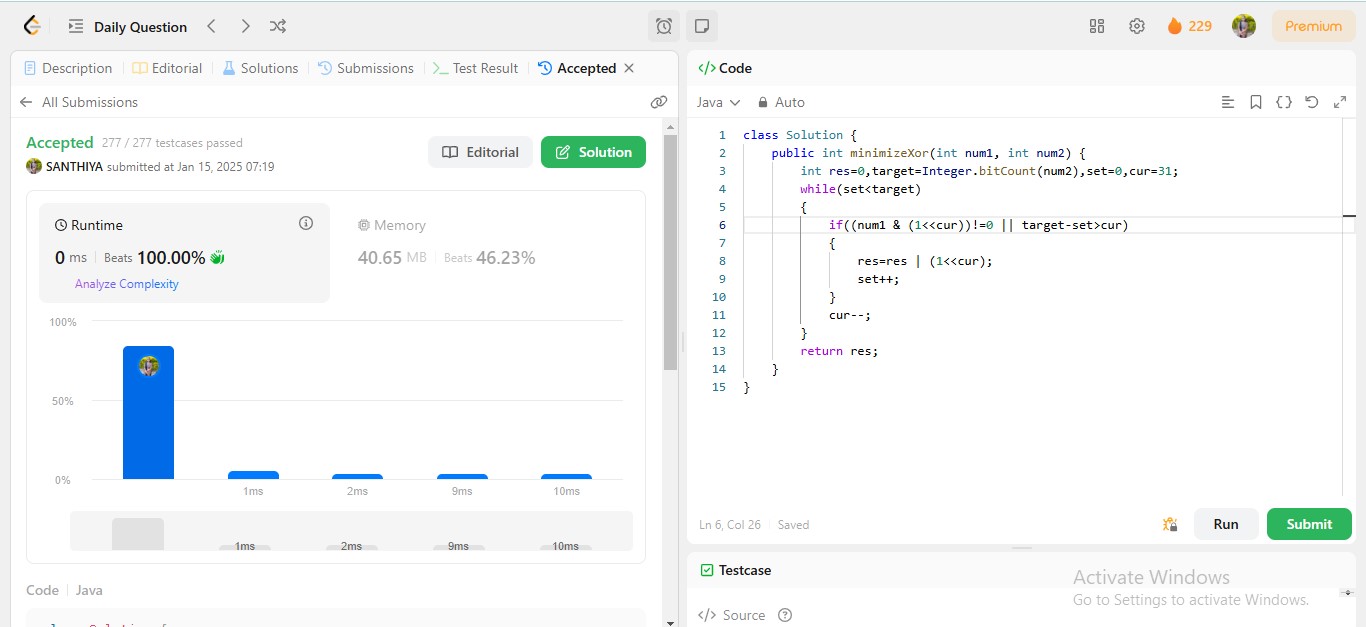 Daily Question
229
Premium
Description
Editorial
Solutions
Submissions
Test Result
Accepted
All Submissions
Accepted 277 / 277 testcases passed
SANTHIYA submitted at Jan 15, 2025 07:19
Editorial
Solution
Runtime
0 ms Beats 100.00%
Analyze Complexity
Memory
40.65 MB Beats 46.23%
100%
50%
0%
1ms 2ms 9ms 10ms
1ms 2ms 9ms 10ms
Code Java
</> Code
Java Auto
1 class Solution {
2 public int minimizeXor(int num1, int num2) {
3 int res=0,target=Integer.bitCount(num2),set=0,cur=31;
4 while(set<target)
5 {
6 if((num1 & (1<<cur))!=0 || target-set>cur)
7 {
8 res=res | (1<<cur);
9 set++;
10 }
11 cur--;
12 }
13 return res;
14 }
15 }
Ln 6, Col 26 Saved
Run
Submit
Testcase
</> Source
Activate Windows
Go to Settings to activate Windows.